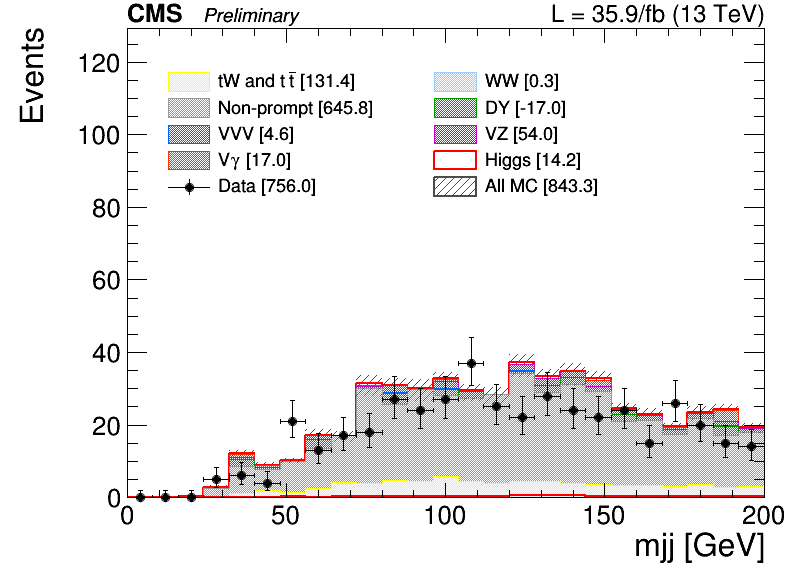 CMS Preliminary L = 35.9/fb (13 TeV)
Events
120
100
80
60
40
20
0
tW and tt̄ [131.4] WW [0.3]
Non-prompt [645.8] DY [-17.0]
VVV [4.6] VZ [54.0]
Vγ [17.0] Higgs [14.2]
Data [756.0] All MC [843.3]
0 50 100 150 200
mjj [GeV]